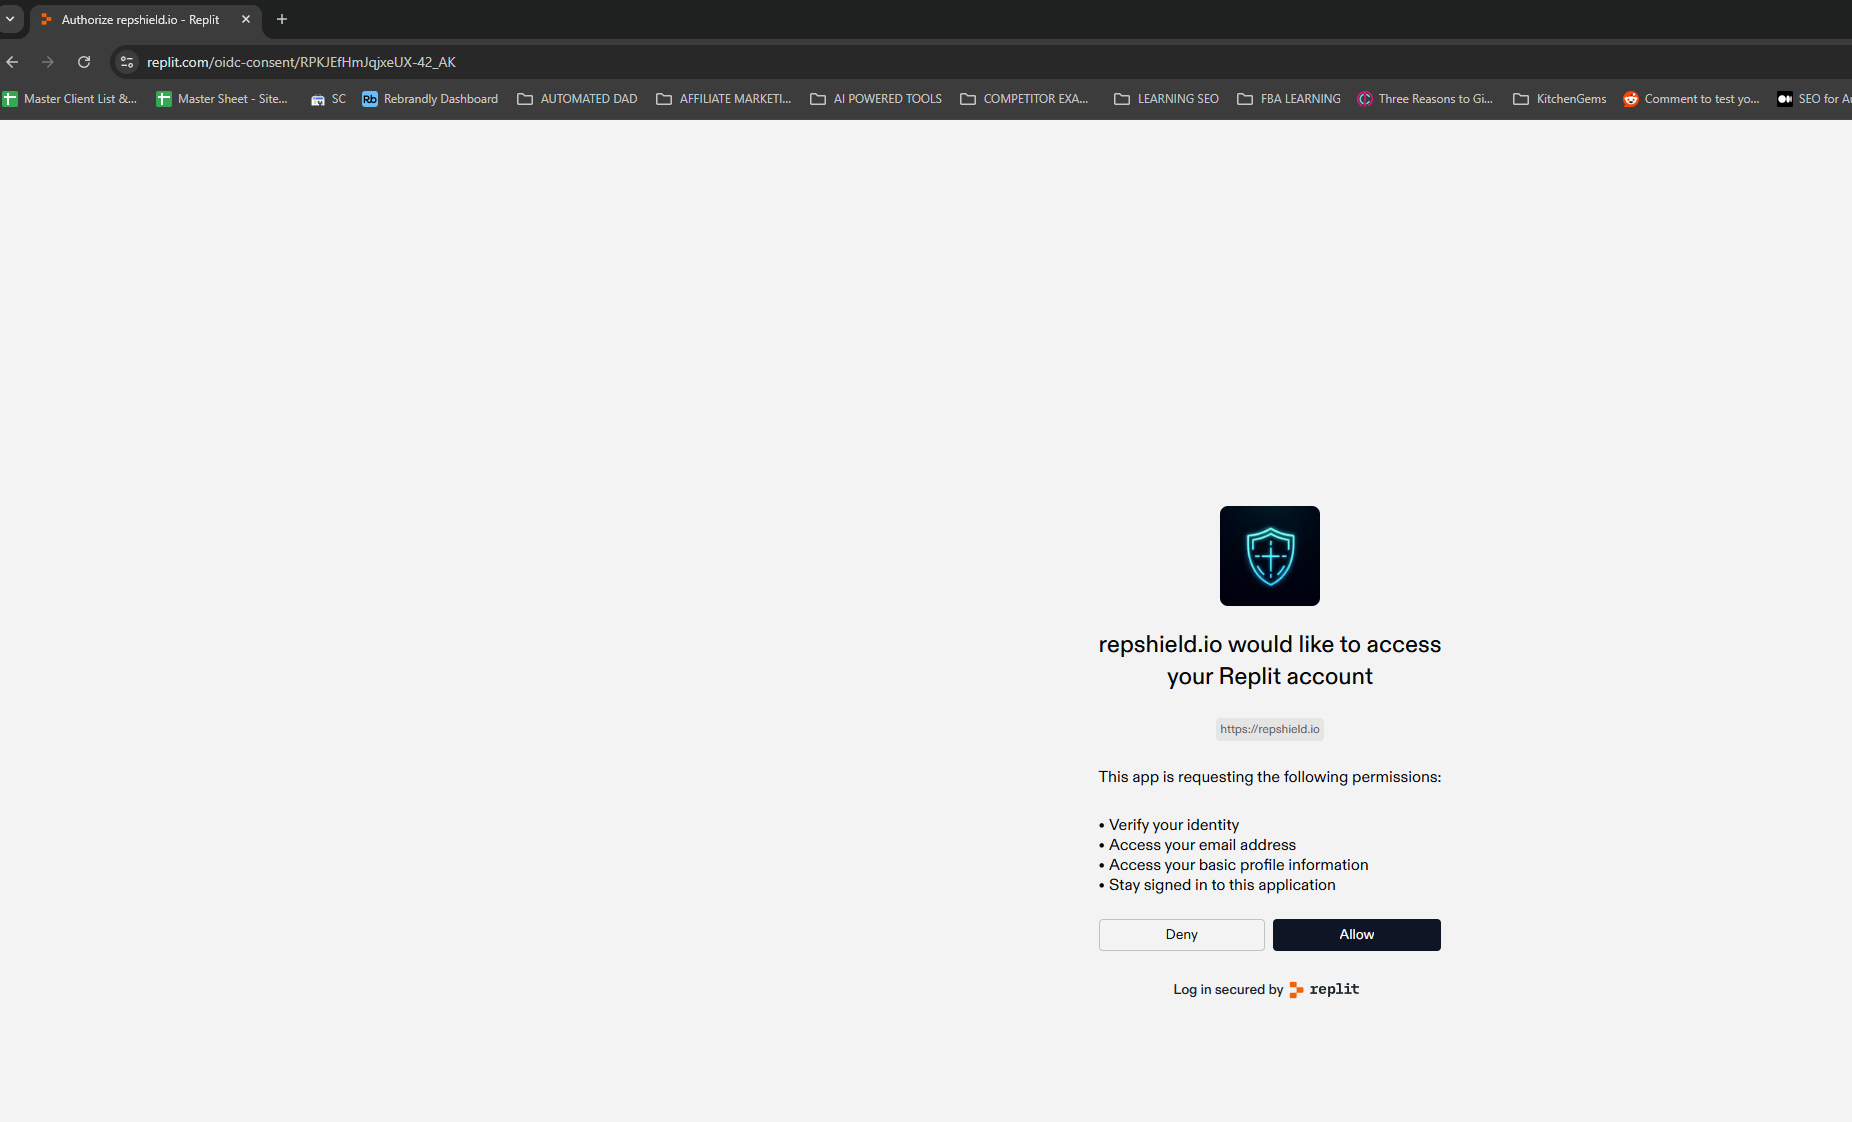 Authorize repshield.io - Replit
replit.com/oidc-consent/RPKJEfHmJqjxeUX-42_AK
Master Client List &...
Master Sheet - Site...
SC
Rb
Rebrandly Dashboard
AUTOMATED DAD
AFFILIATE MARKETI...
AI POWERED TOOLS
COMPETITOR EXA...
LEARNING SEO
FBA LEARNING
Three Reasons to Gi...
KitchenGems
Comment to test yo...
SEO for Au
repshield.io would like to access
your Replit account
https://repshield.io
This app is requesting the following permissions:
• Verify your identity
• Access your email address
• Access your basic profile information
• Stay signed in to this application
Deny
Allow
Log in secured by replit